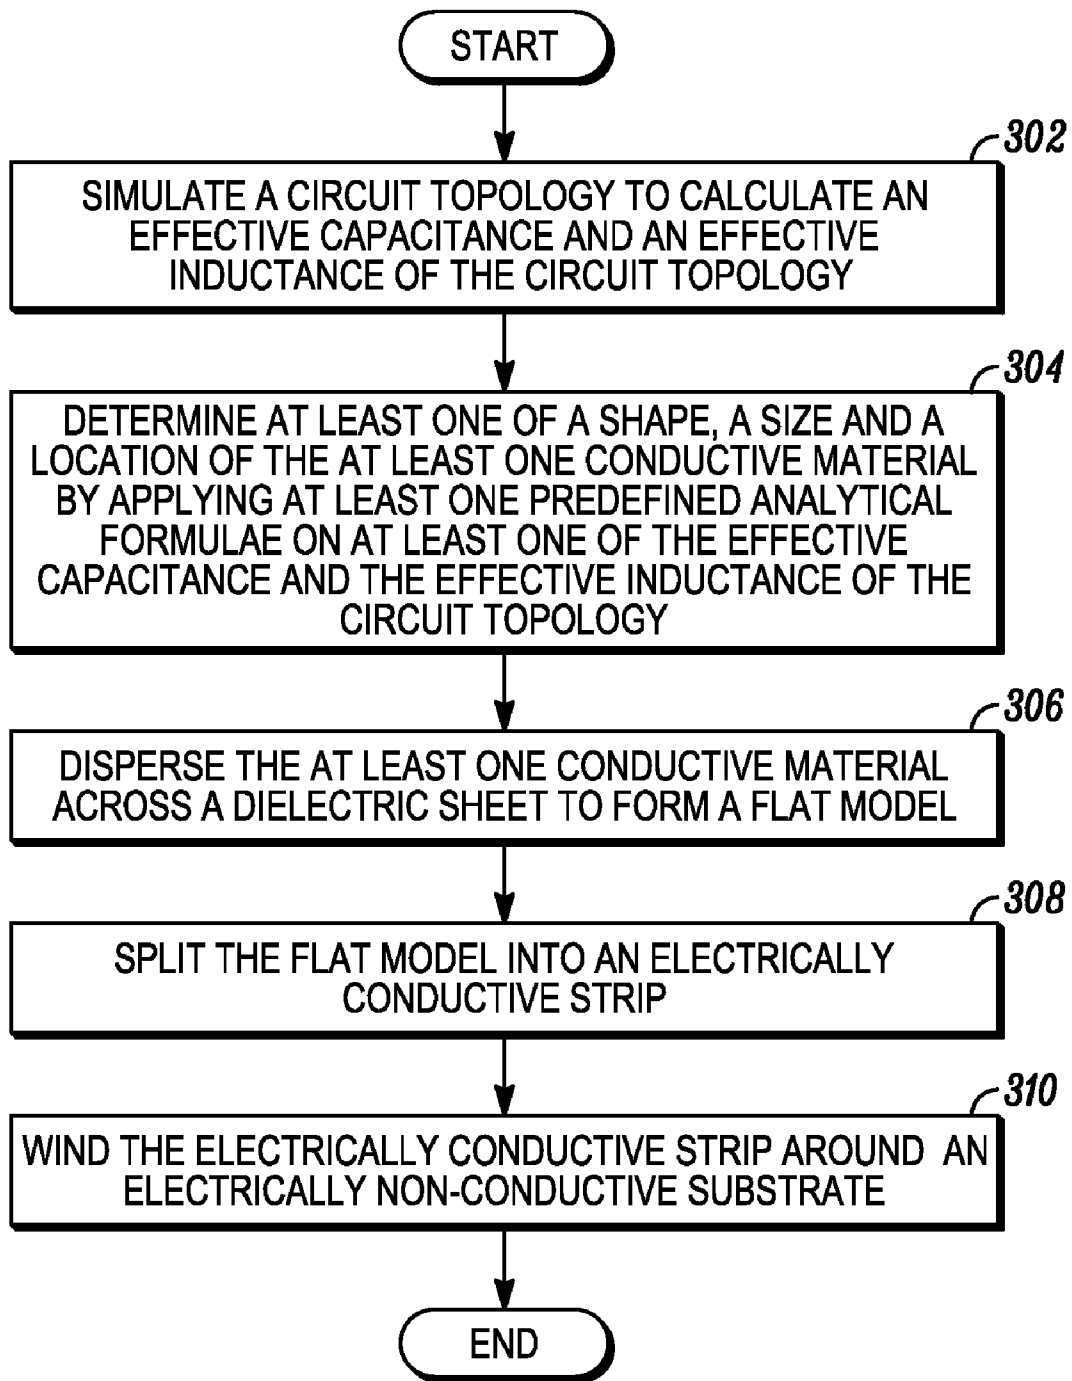 START
302
SIMULATE A CIRCUIT TOPOLOGY TO CALCULATE AN
EFFECTIVE CAPACITANCE AND AN EFFECTIVE
INDUCTANCE OF THE CIRCUIT TOPOLOGY
304
DETERMINE AT LEAST ONE OF A SHAPE, A SIZE AND A
LOCATION OF THE AT LEAST ONE CONDUCTIVE MATERIAL
BY APPLYING AT LEAST ONE PREDEFINED ANALYTICAL
FORMULAE ON AT LEAST ONE OF THE EFFECTIVE
CAPACITANCE AND THE EFFECTIVE INDUCTANCE OF THE
CIRCUIT TOPOLOGY
306
DISPERSE THE AT LEAST ONE CONDUCTIVE MATERIAL
ACROSS A DIELECTRIC SHEET TO FORM A FLAT MODEL
308
SPLIT THE FLAT MODEL INTO AN ELECTRICALLY
CONDUCTIVE STRIP
310
WIND THE ELECTRICALLY CONDUCTIVE STRIP AROUND AN
ELECTRICALLY NON-CONDUCTIVE SUBSTRATE
END